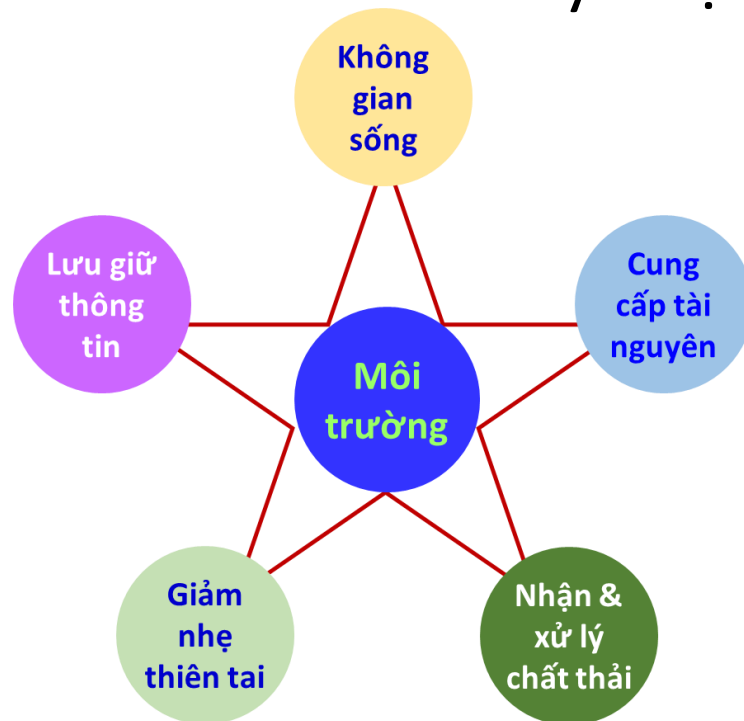 Không
gian
sống
Lưu giữ
thông
tin
Cung
cấp tài
nguyên
Môi
trường
Giảm
nhẹ
thiên tai
Nhận &
xử lý
chất thải